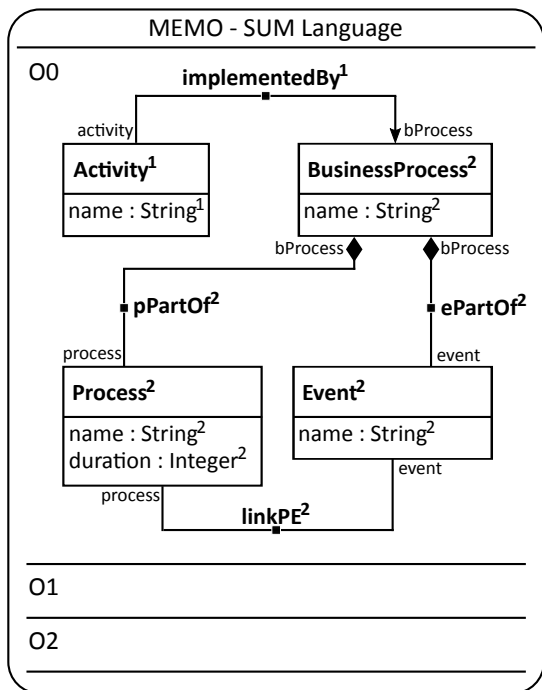 MEMO - SUM Language
O0
implementedBy¹
activity
bProcess
Activity¹
BusinessProcess²
name : String¹
name : String²
bProcess
bProcess
pPartOf²
ePartOf²
process
event
Process²
Event²
name : String²
name : String²
duration : Integer²
process
event
linkPE²
O1
O2